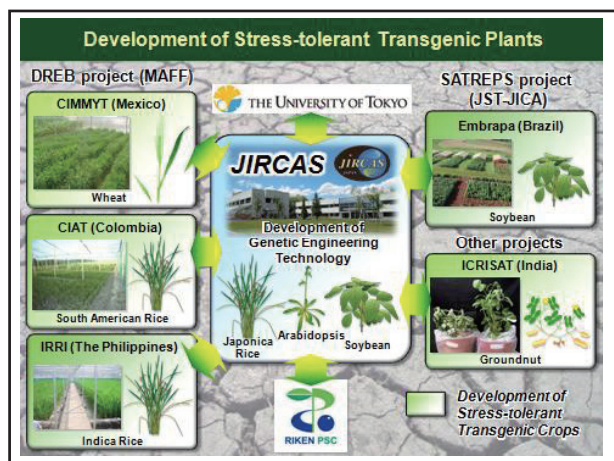 Development of Stress-tolerant Transgenic Plants
DREB project (MAFF)
CIMMYT (Mexico)
Wheat
CIAT (Colombia)
South American Rice
IRRI (The Philippines)
Indica Rice
THE UNIVERSITY OF TOKYO
JIRCAS
JIRCAS
Development of
Genetic Engineering
Technology
Japonica
Rice
Arabidopsis
Soybean
RIKEN PSC
SATREPS project
(JST-JICA)
Embrapa (Brazil)
Soybean
Other projects
ICRISAT (India)
Groundnut
Development of
Stress-tolerant
Transgenic Crops